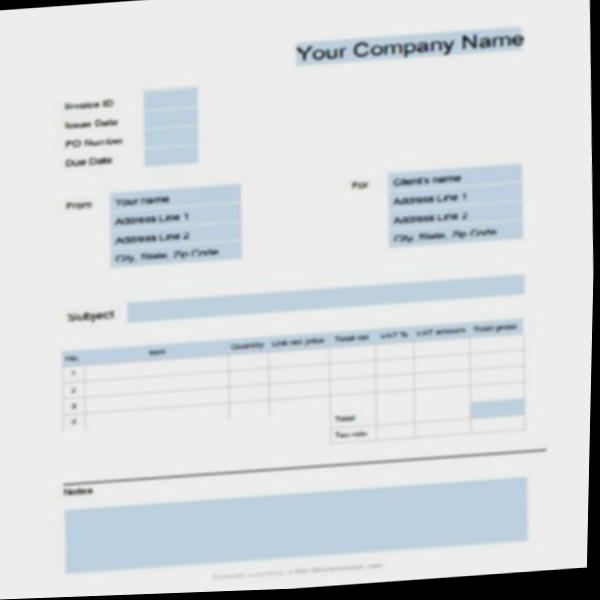 Your Company Name
Invoice ID
Issue Date
PO Number
Due Date
From
Your name
Address Line 1
Address Line 2
City, State, Zip Code
For
Client's name
Address Line 1
Address Line 2
City, State, Zip Code
Subject
No. Item Quantity Unit net price Total net VAT % VAT amount Total gross
1
2
3
4
Total
Tax rate
Notes